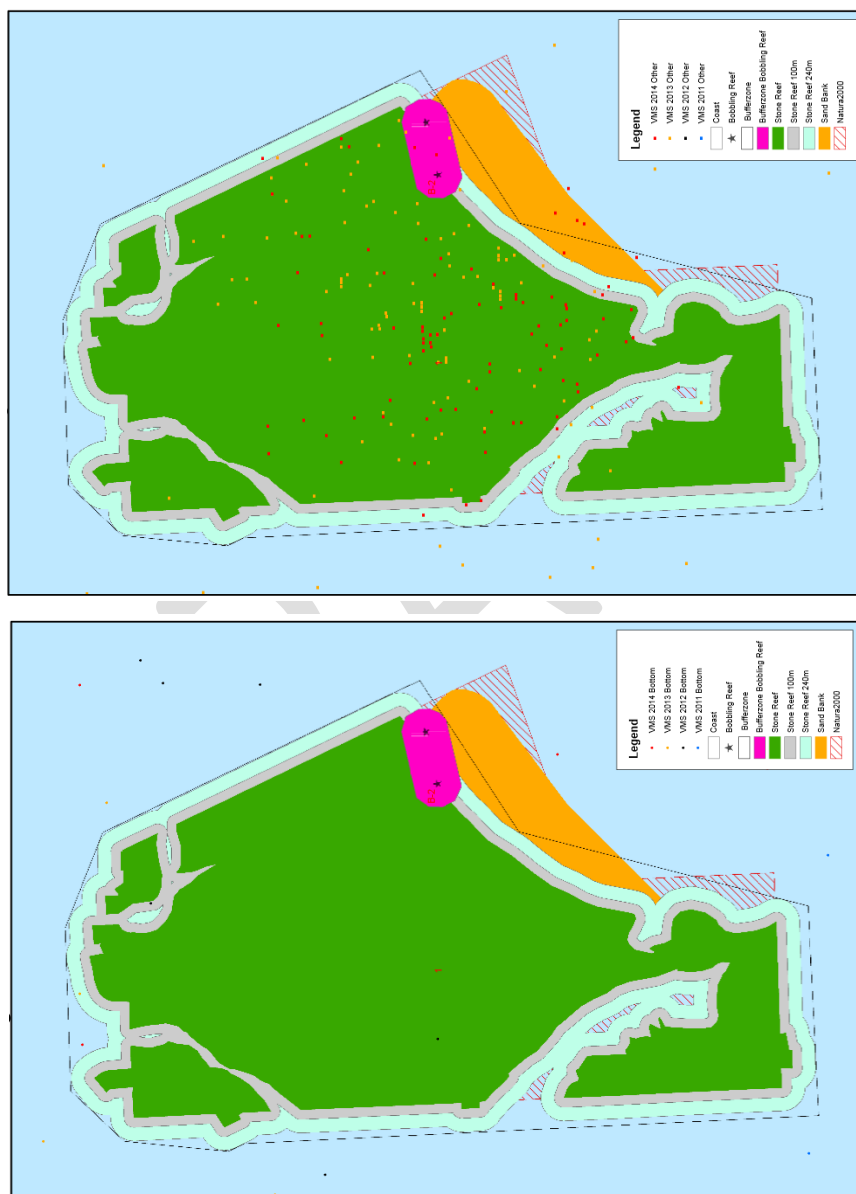 Legend
VMS 2014 Other
VMS 2013 Other
VMS 2012 Other
VMS 2011 Other
Coast
Bobbling Reef
Bufferzone
Bufferzone Bobbling Reef
Stone Reef
Stone Reef 100m
Stone Reef 240m
Sand Bank
Natura2000
Legend
VMS 2014 Bottom
VMS 2013 Bottom
VMS 2012 Bottom
VMS 2011 Bottom
Coast
Bobbling Reef
Bufferzone
Bufferzone Bobbling Reef
Stone Reef
Stone Reef 100m
Stone Reef 240m
Sand Bank
Natura2000